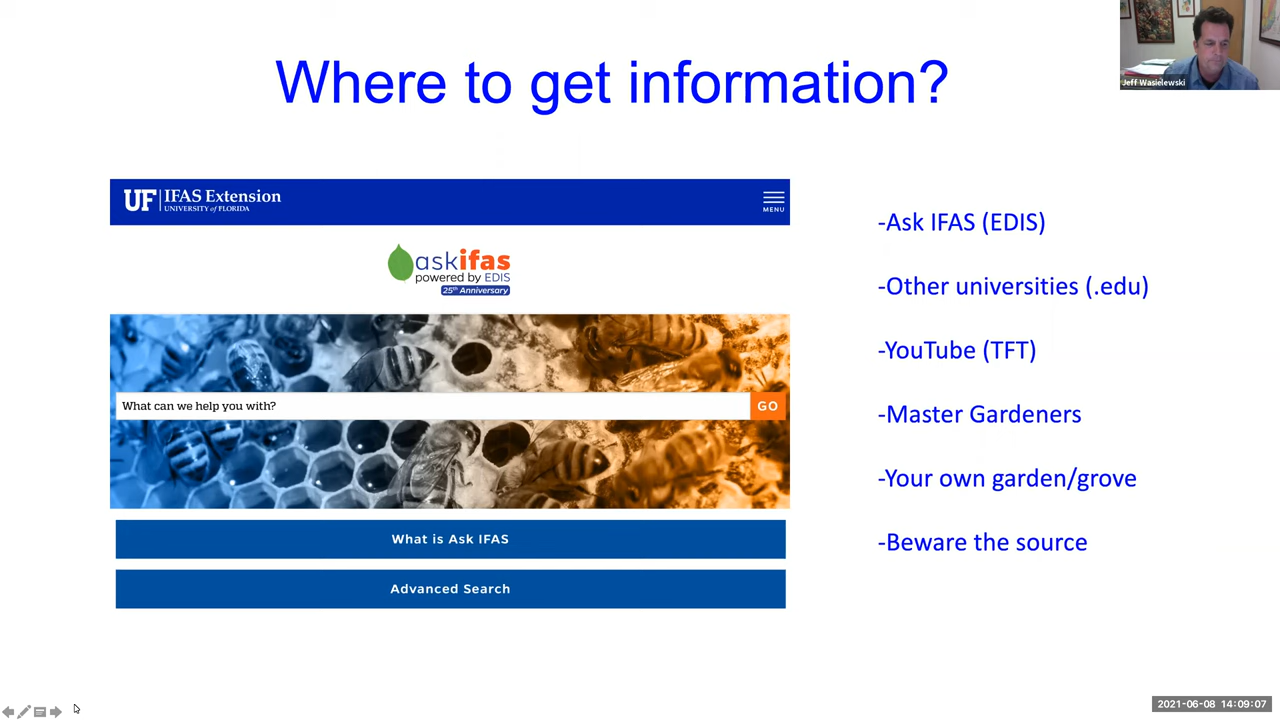 Where to get information?
Jeff Wasielewski
UF IFAS Extension
UNIVERSITY of FLORIDA
MENU
askifas
powered by EDIS
25th Anniversary
What can we help you with?
GO
What is Ask IFAS
Advanced Search
-Ask IFAS (EDIS)
-Other universities (.edu)
-YouTube (TFT)
-Master Gardeners
-Your own garden/grove
-Beware the source
2021-06-08 14:09:07